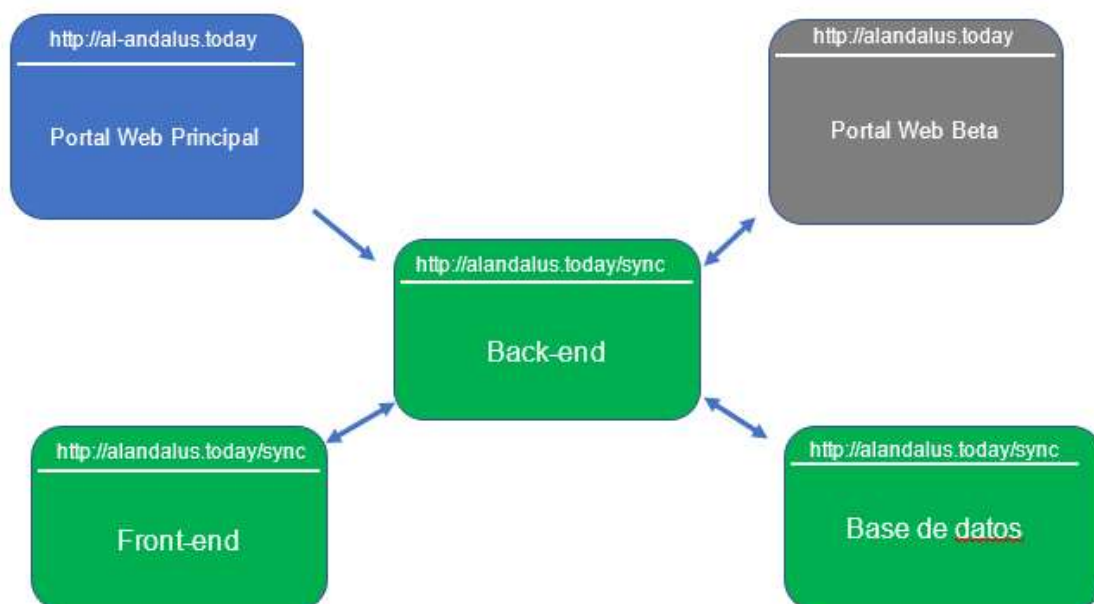 http://al-andalus.today
Portal Web Principal
http://alandalus.today
Portal Web Beta
http://alandalus.today/sync
Back-end
http://alandalus.today/sync
Front-end
http://alandalus.today/sync
Base de datos